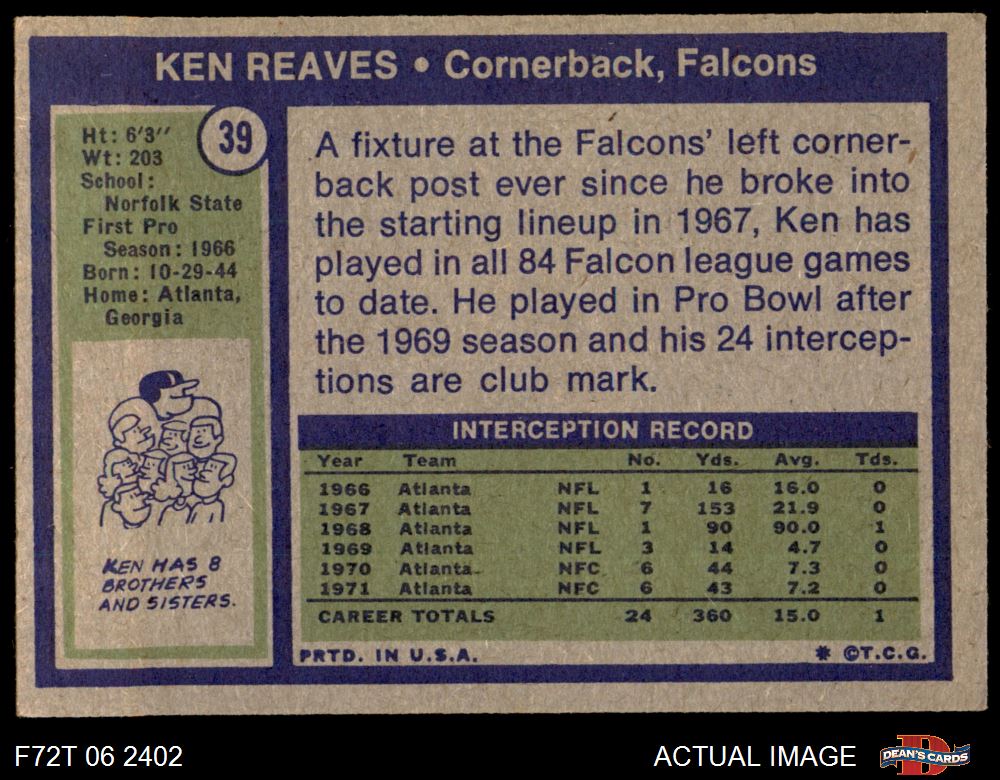 KEN REAVES • Cornerback, Falcons
39
Ht: 6'3''
Wt: 203
School:
Norfolk State
First Pro
Season: 1966
Born: 10-29-44
Home: Atlanta,
Georgia
KEN HAS 8
BROTHERS
AND SISTERS.
A fixture at the Falcons' left corner-
back post ever since he broke into
the starting lineup in 1967, Ken has
played in all 84 Falcon league games
to date. He played in Pro Bowl after
the 1969 season and his 24 intercep-
tions are club mark.
INTERCEPTION RECORD
Year Team No. Yds. Avg. Tds.
1966 Atlanta NFL 1 16 16.0 0
1967 Atlanta NFL 7 153 21.9 0
1968 Atlanta NFL 1 90 90.0 1
1969 Atlanta NFL 3 14 4.7 0
1970 Atlanta NFC 6 44 7.3 0
1971 Atlanta NFC 6 43 7.2 0
CAREER TOTALS 24 360 15.0 1
PRTD. IN U.S.A. * ©T.C.G.
F72T 06 2402 ACTUAL IMAGE DEAN'S CARDS